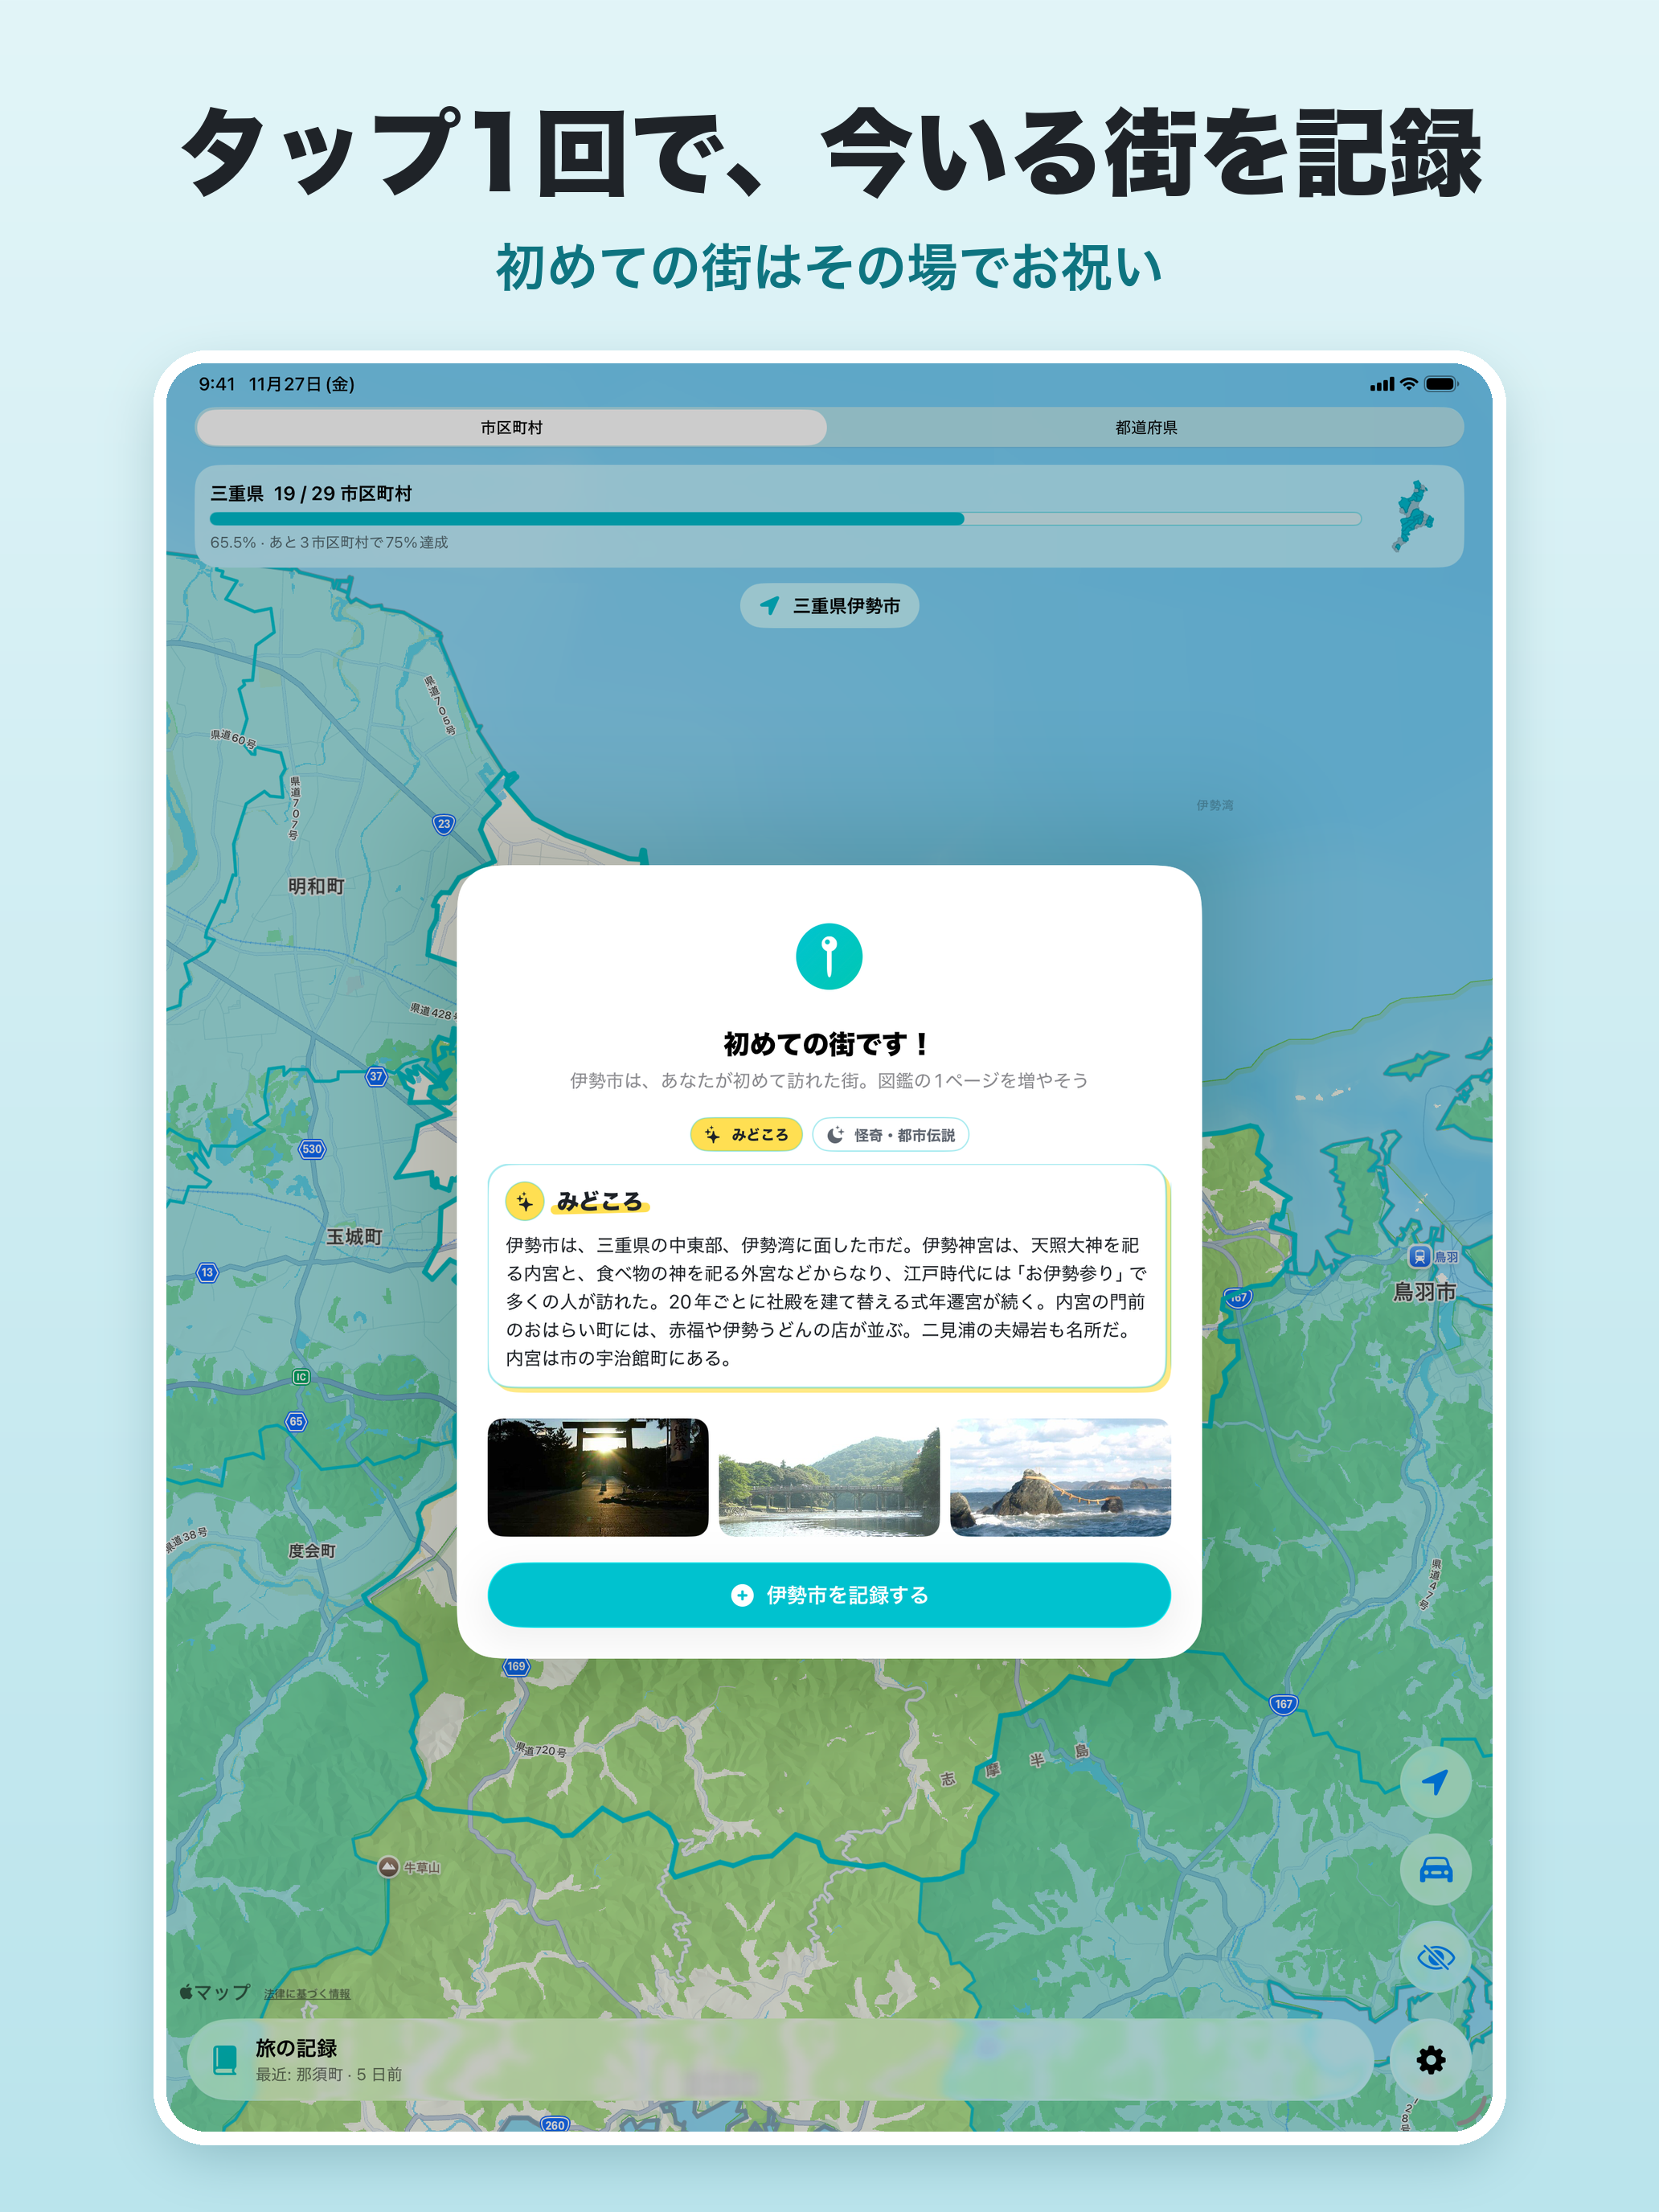 タップ1回で、今いる街を記録
初めての街はその場でお祝い
9:41 11月27日(金)
市区町村
都道府県
三重県 19 / 29 市区町村
65.5% · あと3市区町村で75%達成
三重県伊勢市
県道705号
県道60号
県道707号
23
伊勢湾
明和町
県道428
37
530
玉城町
13
IC
65
県道38号
度会町
初めての街です！
伊勢市は、あなたが初めて訪れた街。図鑑の1ページを増やそう
みどころ
怪奇・都市伝説
みどころ
伊勢市は、三重県の中東部、伊勢湾に面した市だ。伊勢神宮は、天照大神を祀
る内宮と、食べ物の神を祀る外宮などからなり、江戸時代には「お伊勢参り」で
多くの人が訪れた。20年ごとに社殿を建て替える式年遷宮が続く。内宮の門前
のおはらい町には、赤福や伊勢うどんの店が並ぶ。二見浦の夫婦岩も名所だ。
内宮は市の宇治館町にある。
伊勢市を記録する
鳥羽
鳥羽市
167
県道47号
169
167
県道720号
志摩半島
牛草山
マップ
法律に基づく情報
旅の記録
最近: 那須町 · 5 日前
260
28号